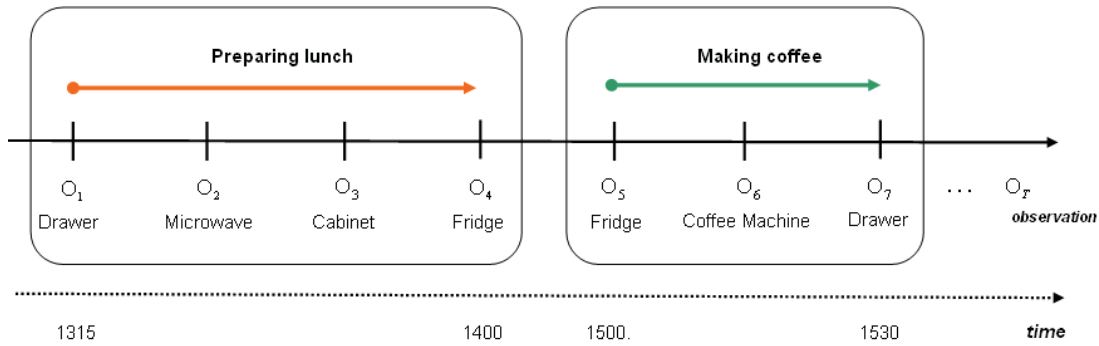 Preparing lunch
Making coffee
O1 O2 O3 O4 O5 O6 O7 ... OT
Drawer Microwave Cabinet Fridge Fridge Coffee Machine Drawer observation
1315 1400 1500. 1530 time